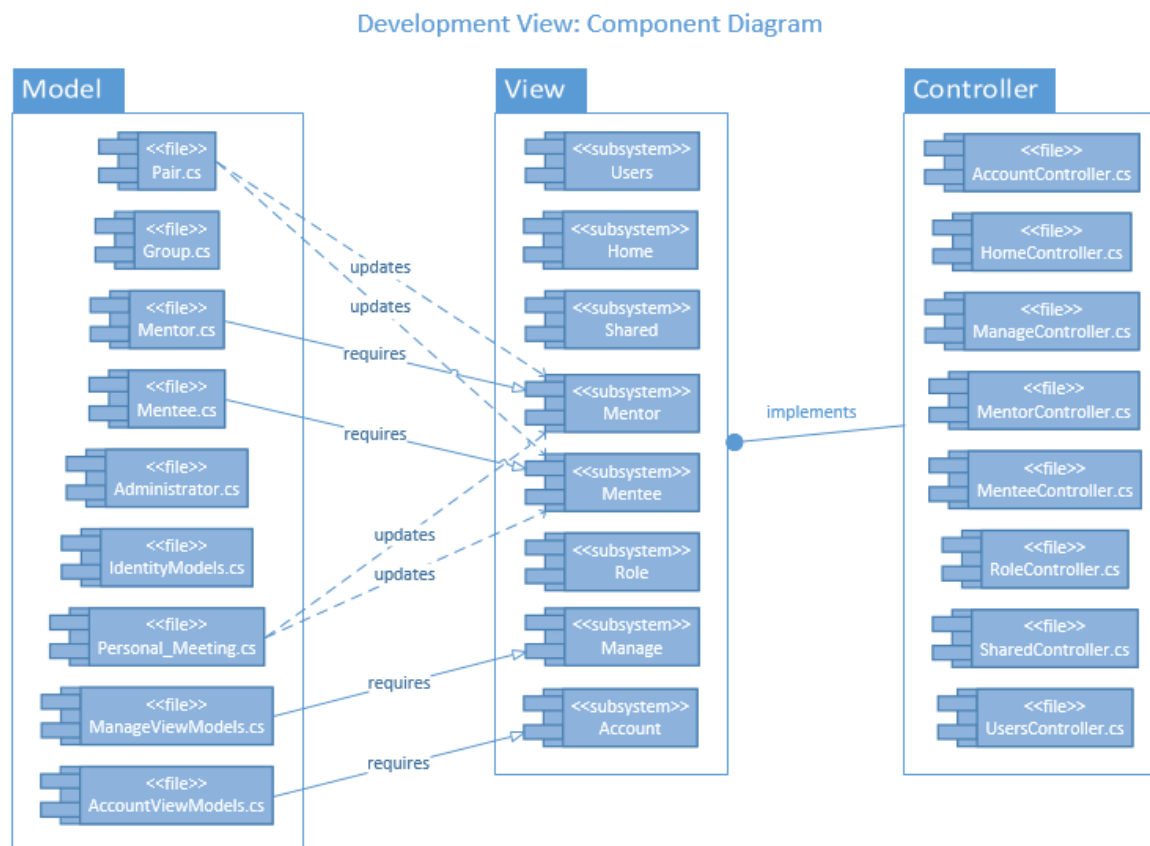 Development View: Component Diagram
Model
<<file>>
Pair.cs
<<file>>
Group.cs
<<file>>
Mentor.cs
<<file>>
Mentee.cs
<<file>>
Administrator.cs
<<file>>
IdentityModels.cs
<<file>>
Personal_Meeting.cs
<<file>>
ManageViewModels.cs
<<file>>
AccountViewModels.cs
updates
updates
requires
requires
updates
updates
requires
requires
View
<<subsystem>>
Users
<<subsystem>>
Home
<<subsystem>>
Shared
<<subsystem>>
Mentor
<<subsystem>>
Mentee
<<subsystem>>
Role
<<subsystem>>
Manage
<<subsystem>>
Account
implements
Controller
<<file>>
AccountController.cs
<<file>>
HomeController.cs
<<file>>
ManageController.cs
<<file>>
MentorController.cs
<<file>>
MenteeController.cs
<<file>>
RoleController.cs
<<file>>
SharedController.cs
<<file>>
UsersController.cs